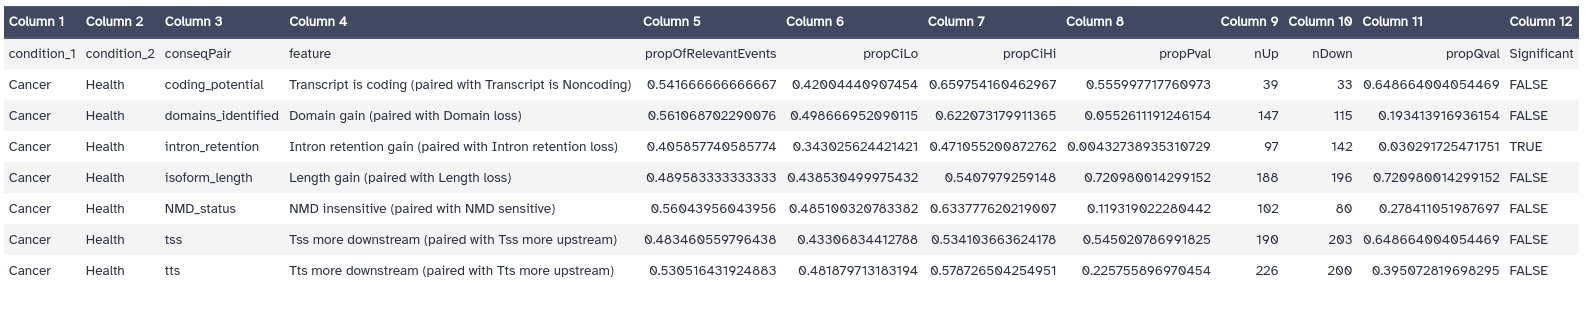 Column 1 Column 2 Column 3 Column 4 Column 5 Column 6 Column 7 Column 8 Column 9 Column 10 Column 11 Column 12
condition_1 condition_2 conseqPair feature propOfRelevantEvents propCiLo propCiHi propPval nUp nDown propQval Significant
Cancer Health coding_potential Transcript is coding (paired with Transcript is Noncoding) 0.541666666666667 0.42004440907454 0.659754160462967 0.555997717760973 39 33 0.648664004054469 FALSE
Cancer Health domains_identified Domain gain (paired with Domain loss) 0.561068702290076 0.498666952090115 0.622073179911365 0.0552611191246154 147 115 0.193413916936154 FALSE
Cancer Health intron_retention Intron retention gain (paired with Intron retention loss) 0.405857740585774 0.343025624421421 0.471055200872762 0.00432738935310729 97 142 0.030291725471751 TRUE
Cancer Health isoform_length Length gain (paired with Length loss) 0.489583333333333 0.438530499975432 0.5407979259148 0.720980014299152 188 196 0.720980014299152 FALSE
Cancer Health NMD_status NMD insensitive (paired with NMD sensitive) 0.56043956043956 0.485100320783382 0.633777620219007 0.119319022280442 102 80 0.278411051987697 FALSE
Cancer Health tss Tss more downstream (paired with Tss more upstream) 0.483460559796438 0.43306834412788 0.534103663624178 0.545020786991825 190 203 0.648664004054469 FALSE
Cancer Health tts Tts more downstream (paired with Tts more upstream) 0.530516431924883 0.481879713183194 0.578726504254951 0.225755896970454 226 200 0.395072819698295 FALSE